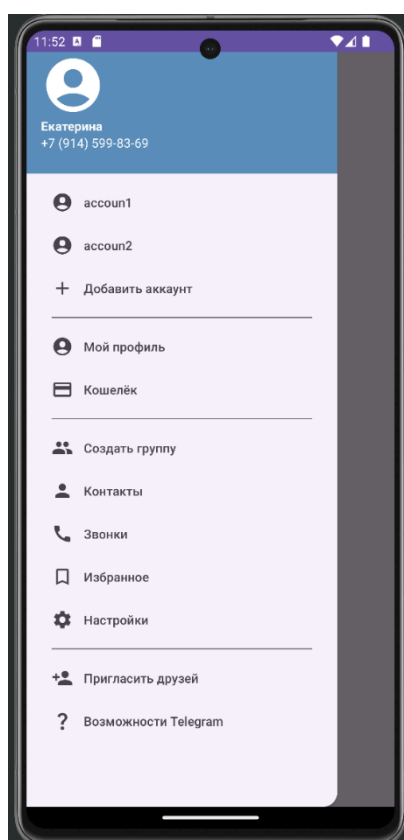 11:52
Екатерина
+7 (914) 599-83-69
accoun1
accoun2
Добавить аккаунт
Мой профиль
Кошелёк
Создать группу
Контакты
Звонки
Избранное
Настройки
Пригласить друзей
Возможности Telegram